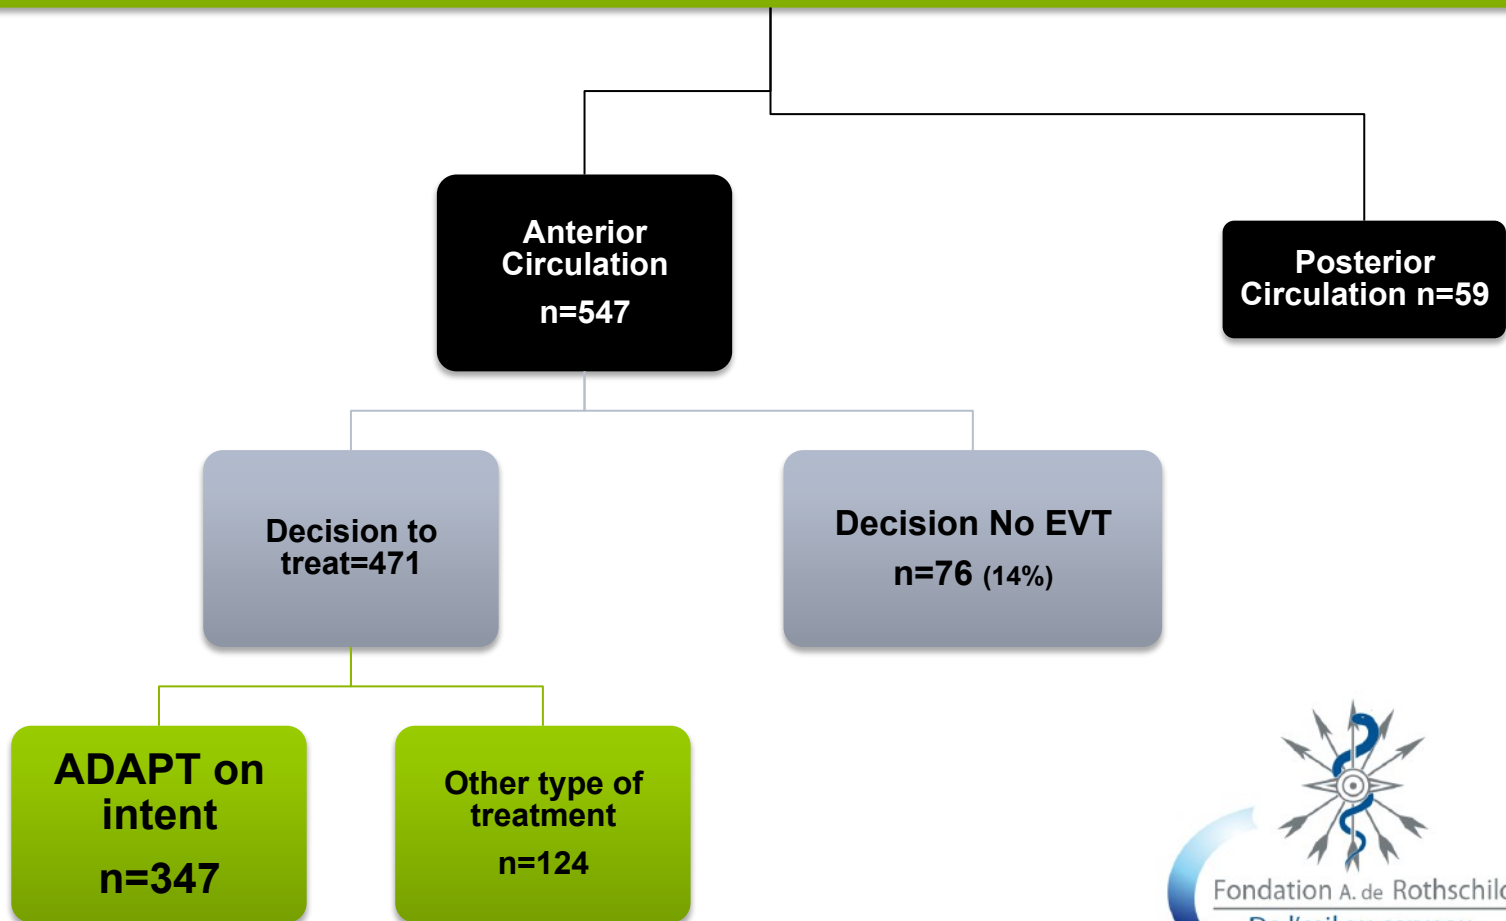 Anterior
Circulation
n=547
Posterior
Circulation n=59
Decision to
treat=471
Decision No EVT
n=76 (14%)
ADAPT on
intent
n=347
Other type of
treatment
n=124
Fondation A. de Rothschild